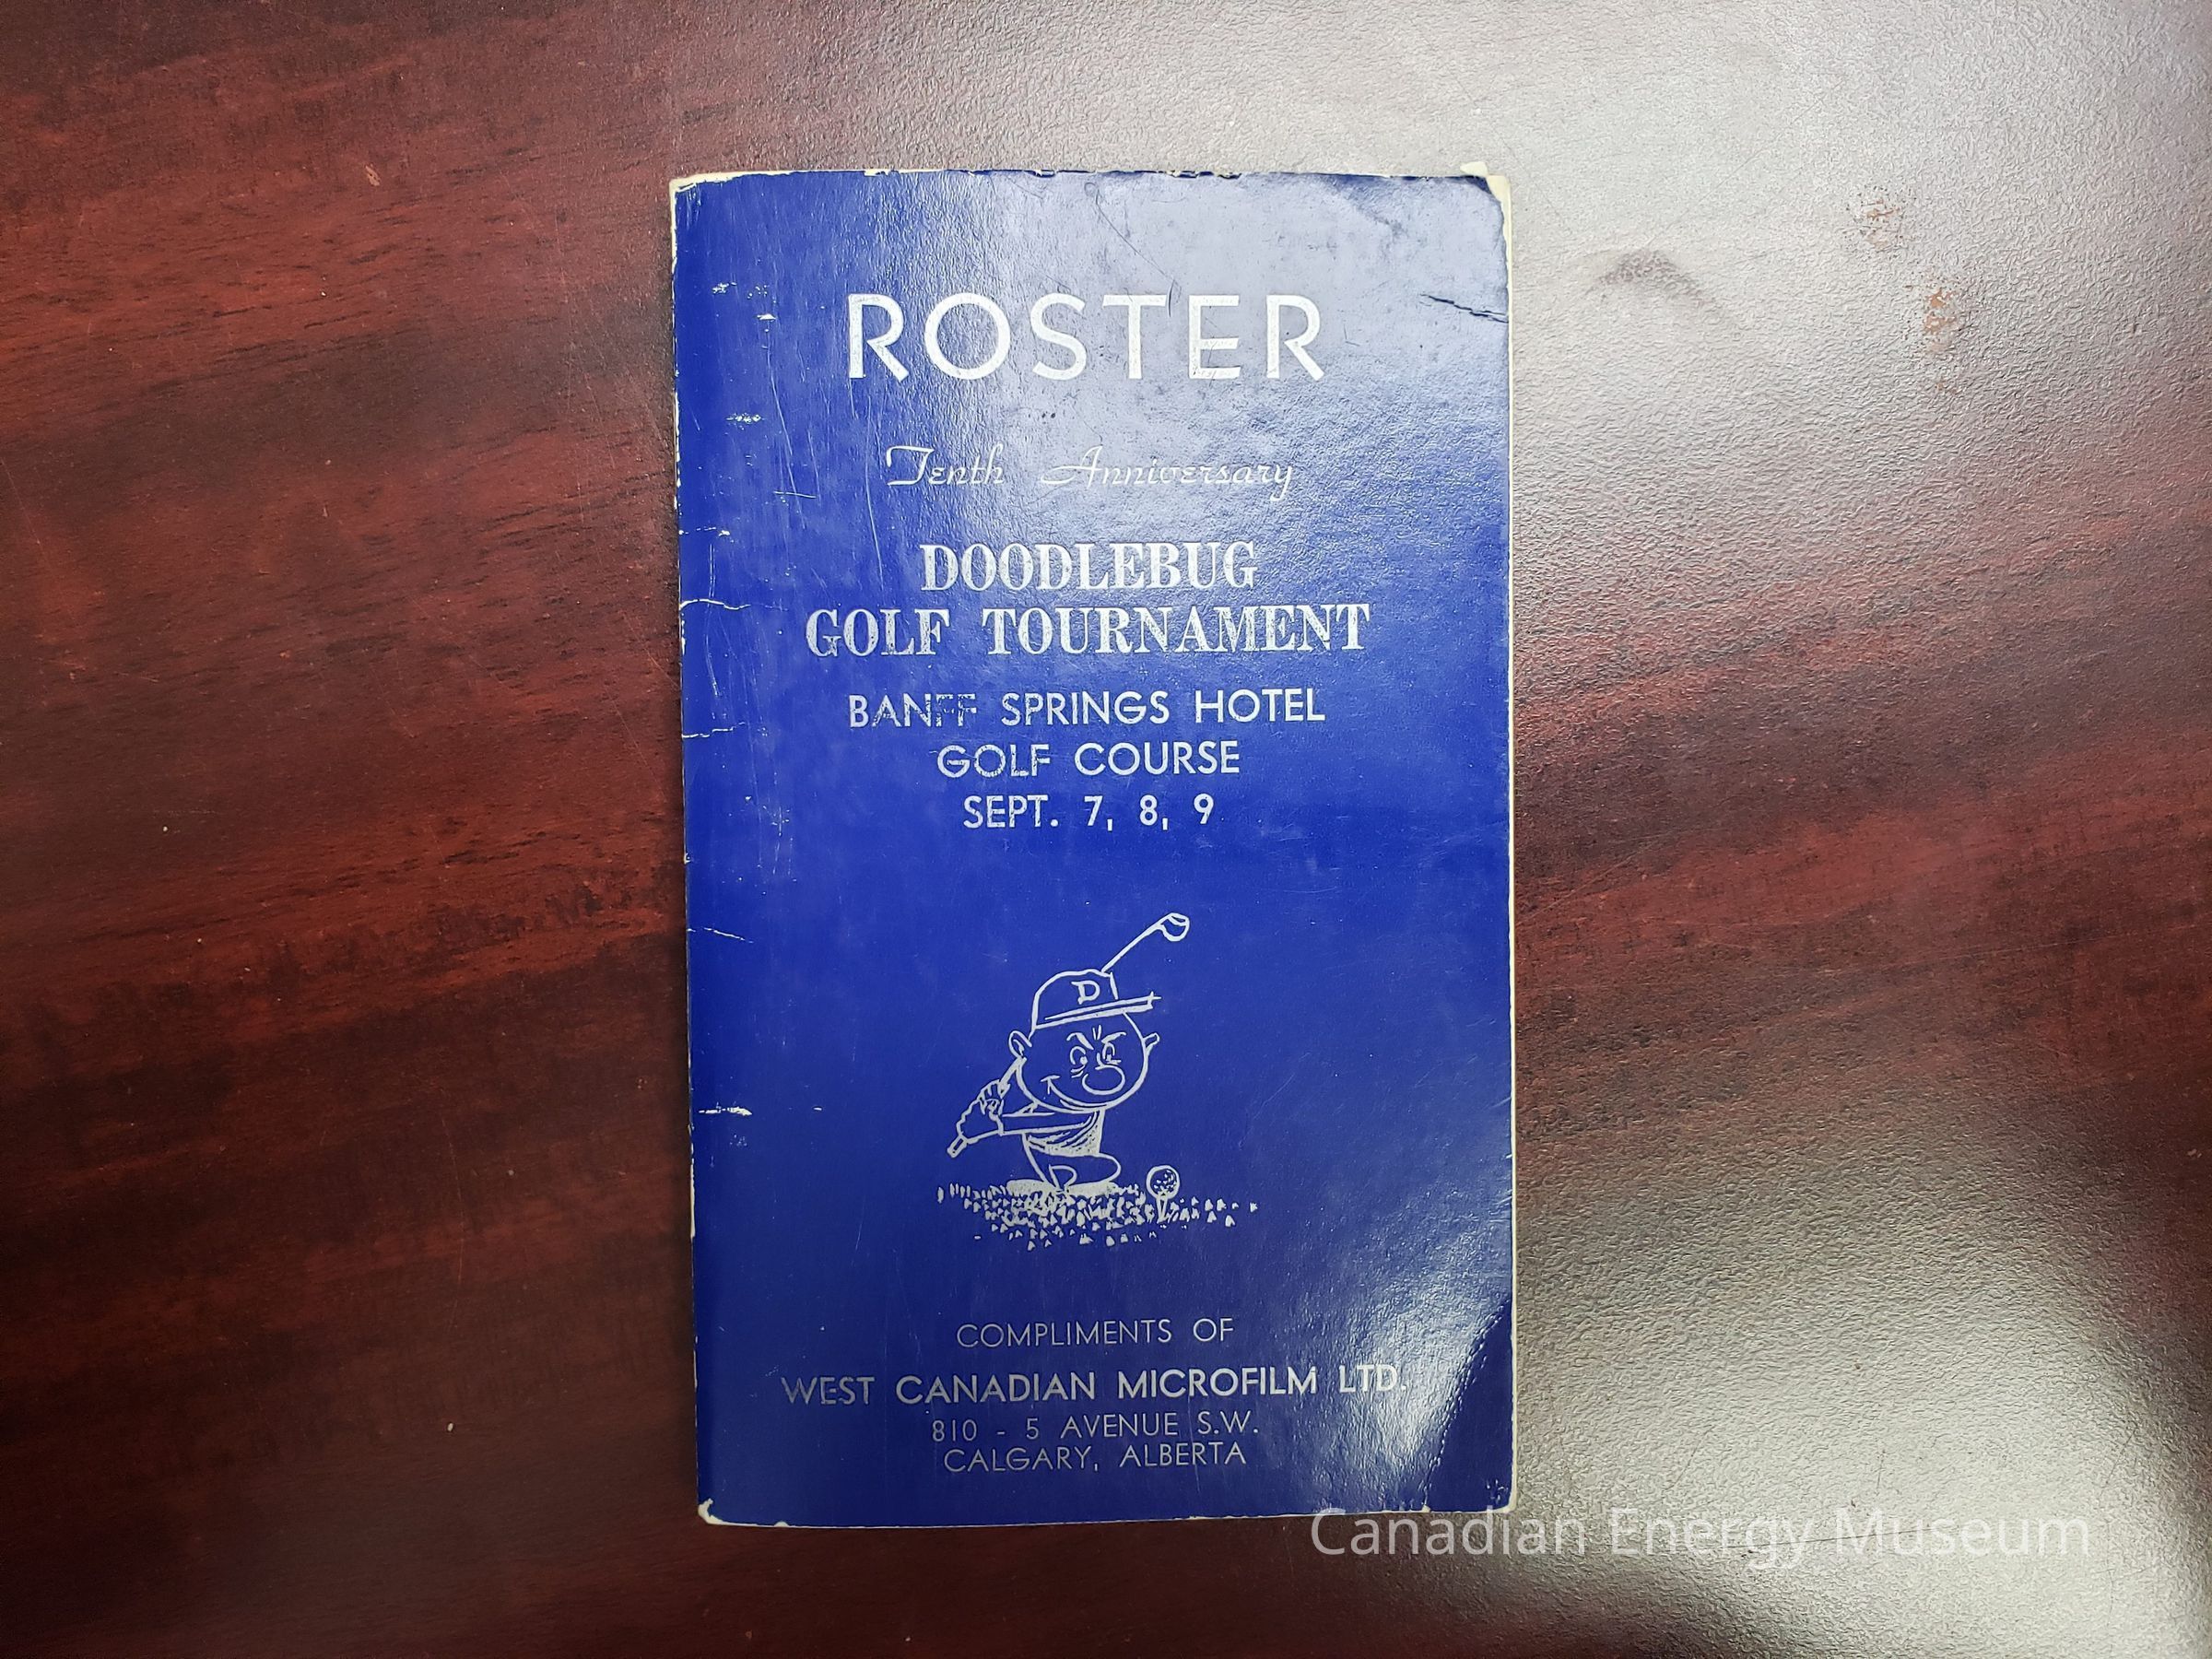 ROSTER
Tenth Anniversary
DOODLEBUG
GOLF TOURNAMENT
BANFF SPRINGS HOTEL
GOLF COURSE
SEPT. 7, 8, 9
D
COMPLIMENTS OF
WEST CANADIAN MICROFILM LTD.
810 - 5 AVENUE S.W.
CALGARY, ALBERTA
Canadian Energy Museum